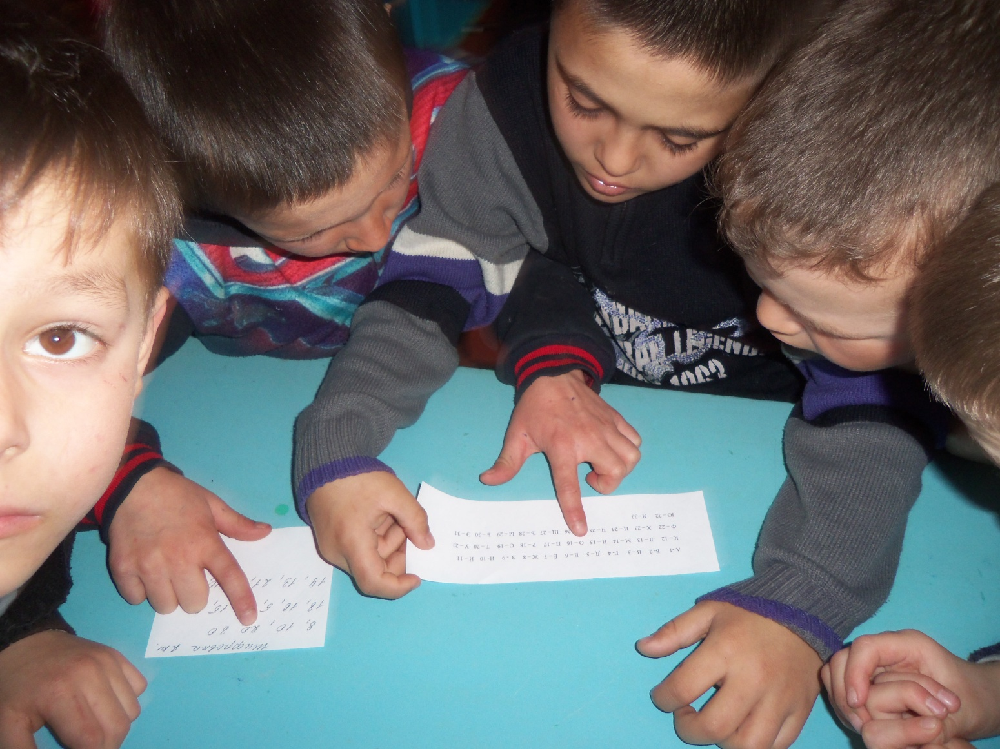 А-1 Б-2 В-3 Г-4 Д-5 Е-6 Ё-7 Ж-8 З-9 И-10 Й-11
К-12 Л-13 М-14 Н-15 О-16 П-17 Р-18 С-19 Т-20 У-21
Ф-22 Х-23 Ц-24 Ч-25 26 Щ-27 Ъ-28 Ы-29 Ь-30 Э-31
Ю-32 Я-33
Шифровка
8, 10, 20 30
18, 16, 5, 15,
19, 13, 21,
LEGEND